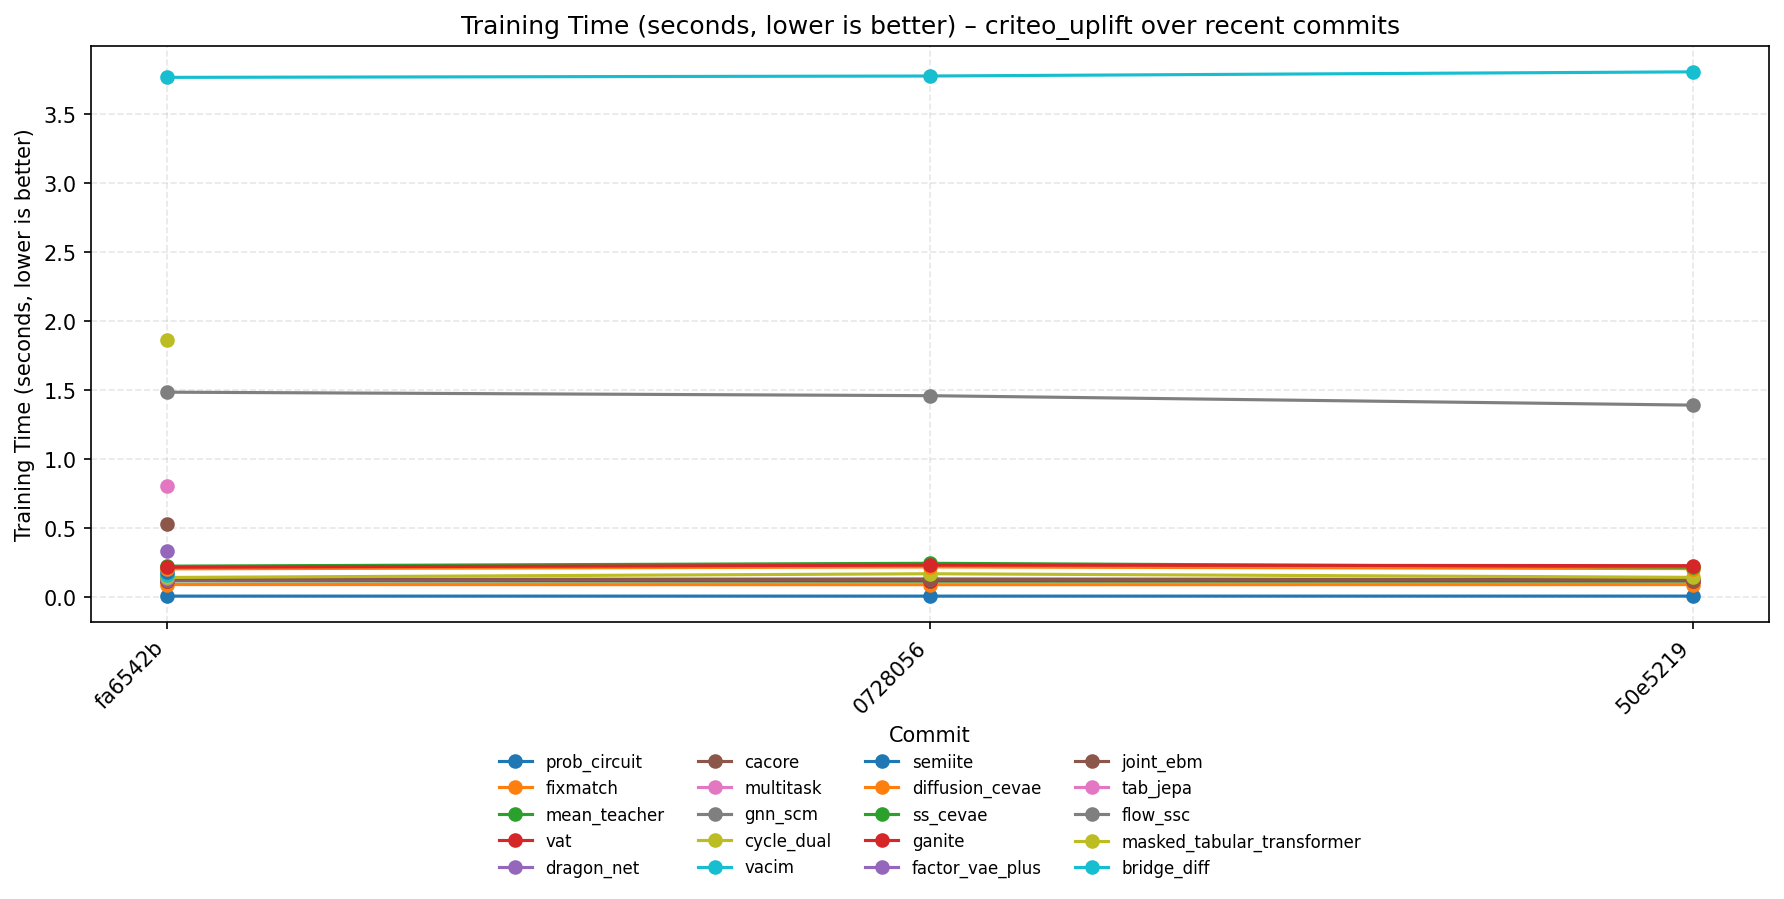 Training Time (seconds, lower is better) – criteo_uplift over recent commits
Training Time (seconds, lower is better)
3.5
3.0
2.5
2.0
1.5
1.0
0.5
0.0
fa6542b
0728056
50e5219
Commit
prob_circuit
fixmatch
mean_teacher
vat
dragon_net
cacore
multitask
gnn_scm
cycle_dual
vacim
semiite
diffusion_cevae
ss_cevae
ganite
factor_vae_plus
joint_ebm
tab_jepa
flow_ssc
masked_tabular_transformer
bridge_diff